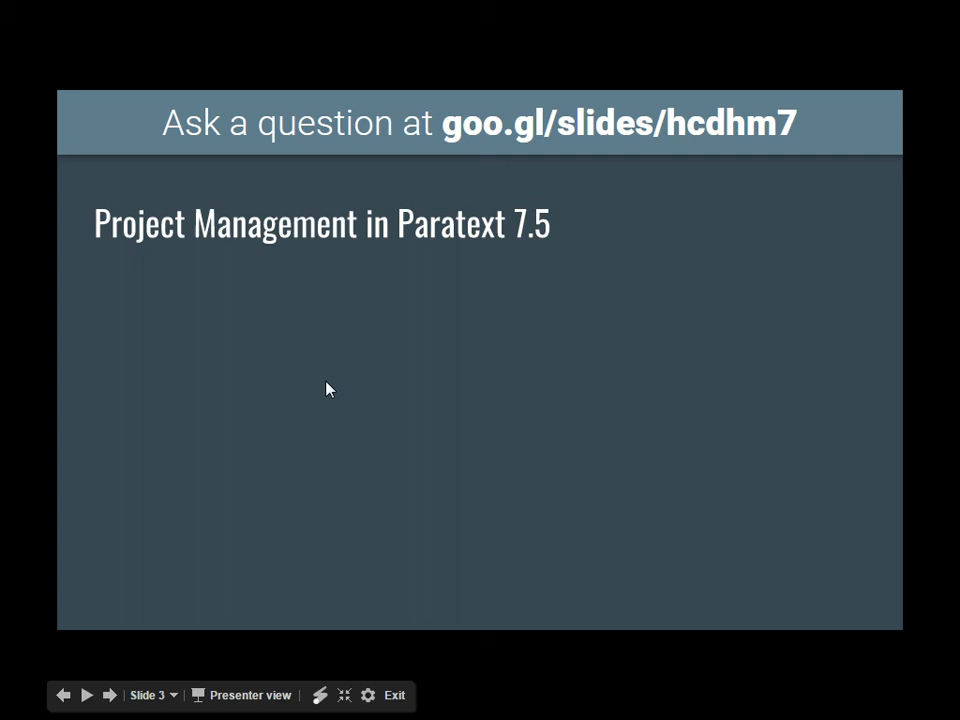 Ask a question at goo.gl/slides/hcdhm7
Project Management in Paratext 7.5
Slide 3 Presenter view Exit